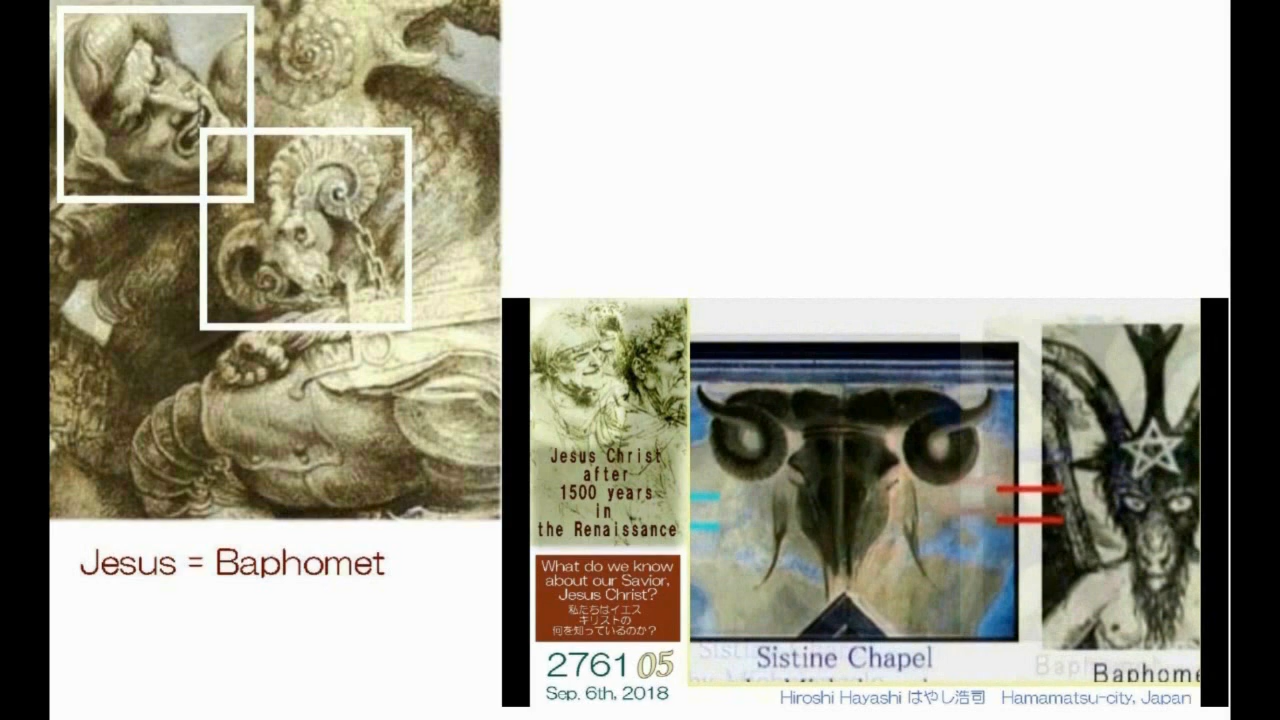 Jesus = Baphomet
Jesus Christ
after
1500 years
in
the Renaissance
What do we know
about our Savior,
Jesus Christ?
私たちはイエス
キリストの
何を知っているのか?
2761 05
Sep. 6th, 2018
Sistine Chapel
Baphome
Hiroshi Hayashi はやし浩司 Hamamatsu-city, Japan